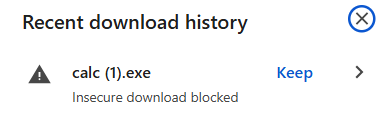 Recent download history
calc (1).exe
Keep
Insecure download blocked